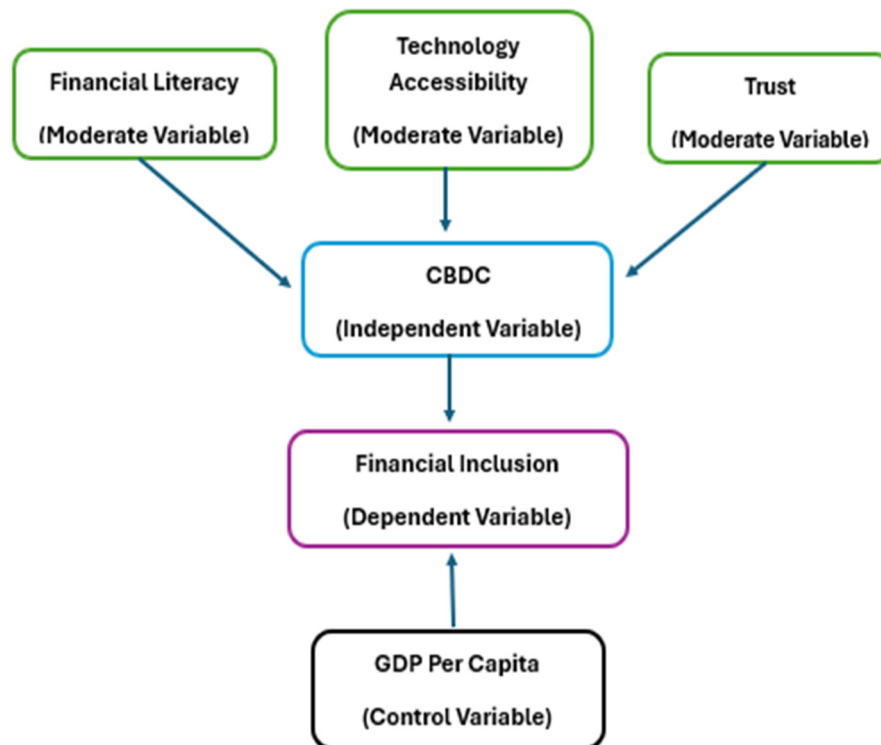 Technology
Accessibility
(Moderate Variable)
Financial Literacy
(Moderate Variable)
Trust
(Moderate Variable)
CBDC
(Independent Variable)
Financial Inclusion
(Dependent Variable)
GDP Per Capita
(Control Variable)